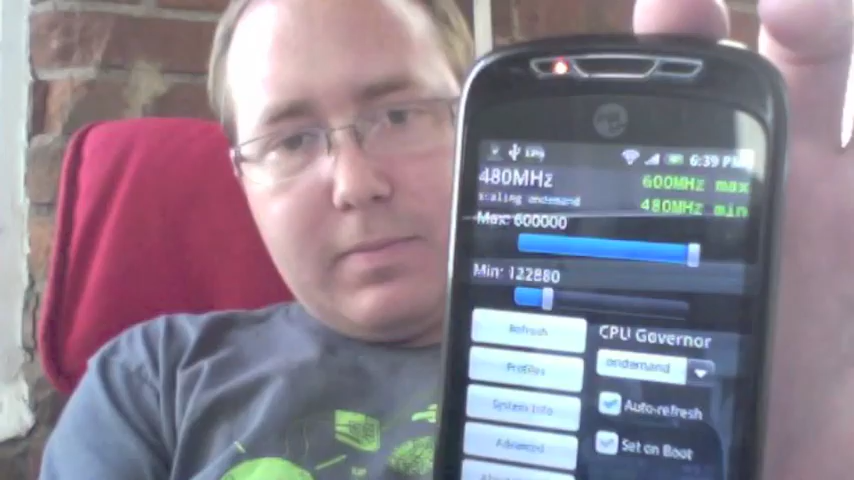 6:39 PM
480MHz
600MHz max
scaling ondemand
480MHz min
Max: 600000
Min: 122880
Refresh
CPU Governor
Profiles
ondemand
System Info
Auto-refresh
Advanced
Set on Boot